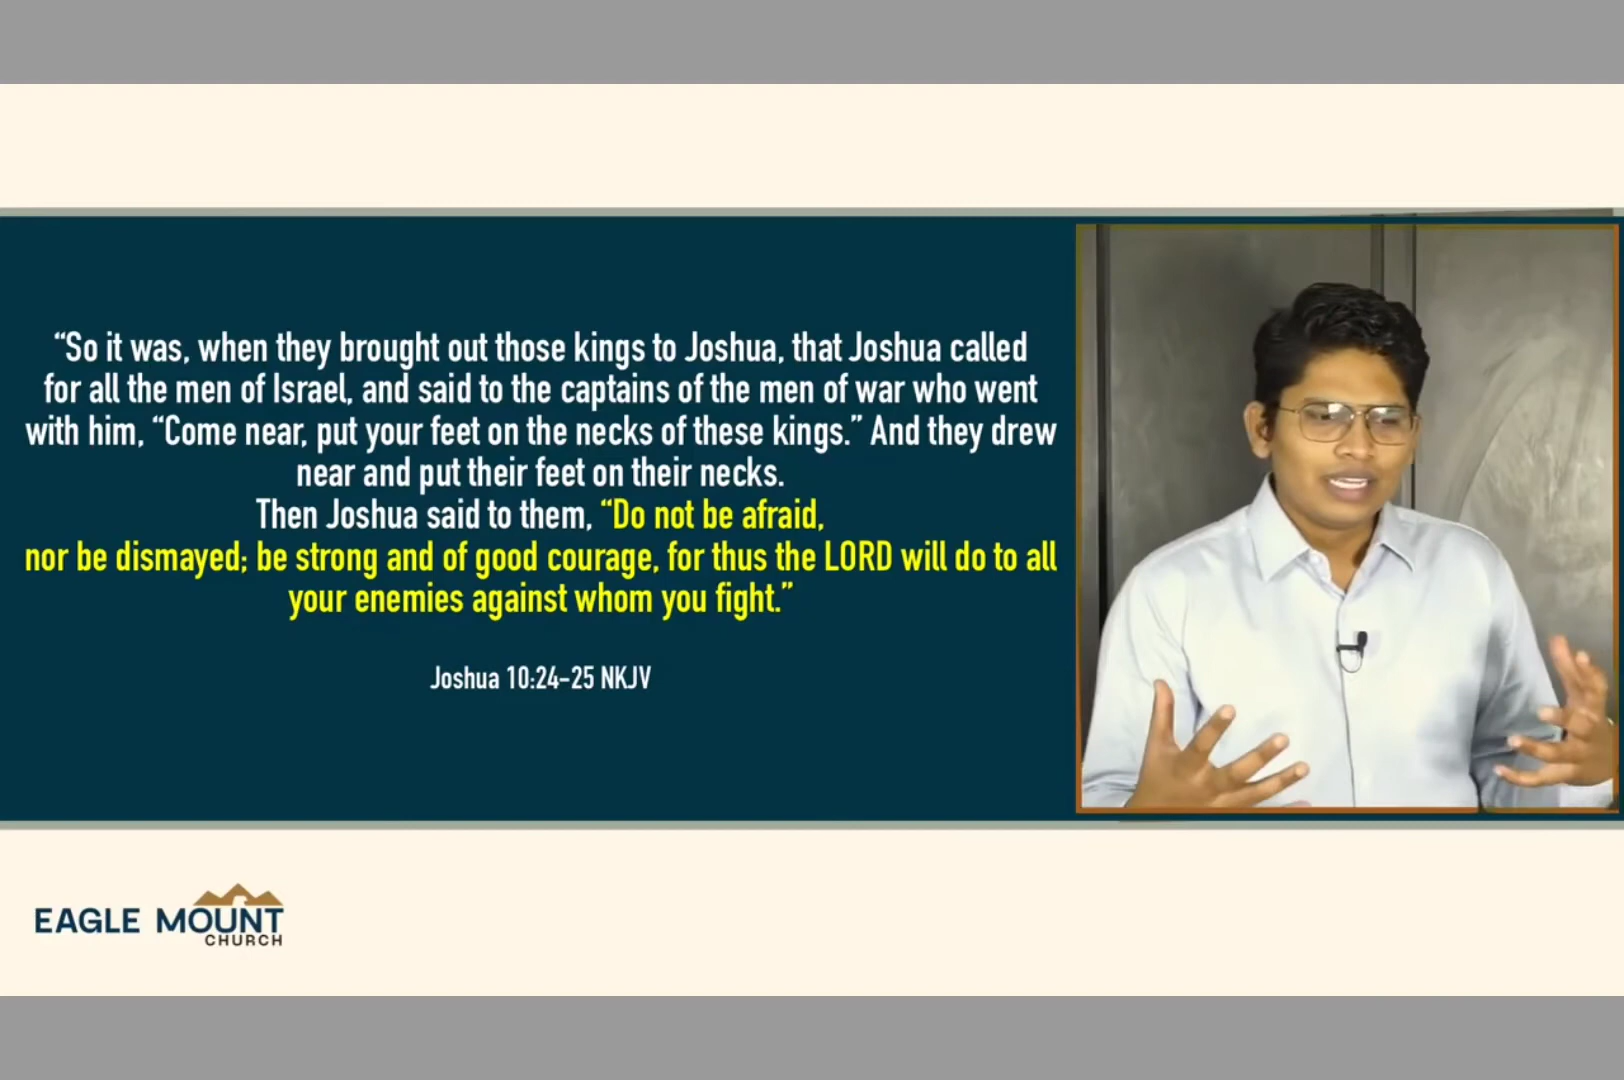 “So it was, when they brought out those kings to Joshua, that Joshua called
for all the men of Israel, and said to the captains of the men of war who went
with him, “Come near, put your feet on the necks of these kings.” And they drew
near and put their feet on their necks.
Then Joshua said to them, “Do not be afraid,
nor be dismayed; be strong and of good courage, for thus the LORD will do to all
your enemies against whom you fight.”
Joshua 10:24-25 NKJV
EAGLE MOUNT
CHURCH